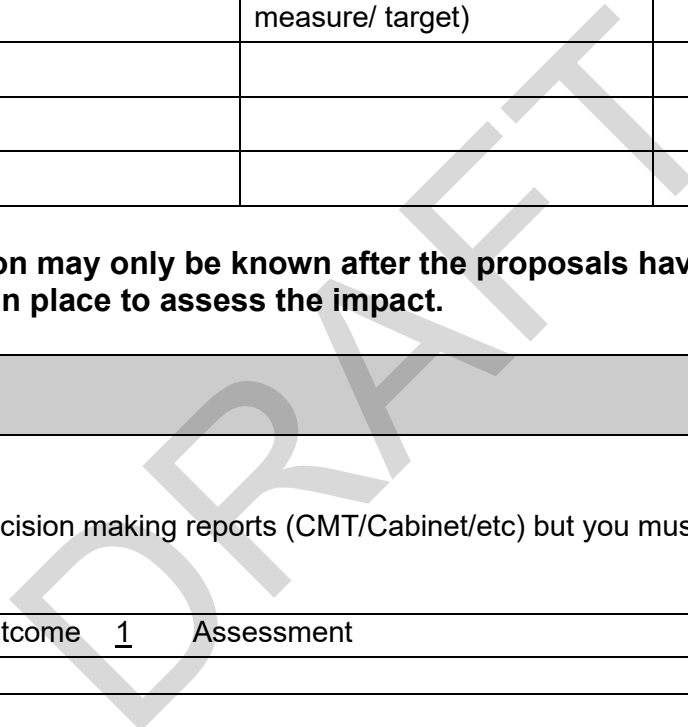 measure/ target)
on may only be known after the proposals hav
n place to assess the impact.
cision making reports (CMT/Cabinet/etc) but you mus
tcome 1 Assessment
DRAFT